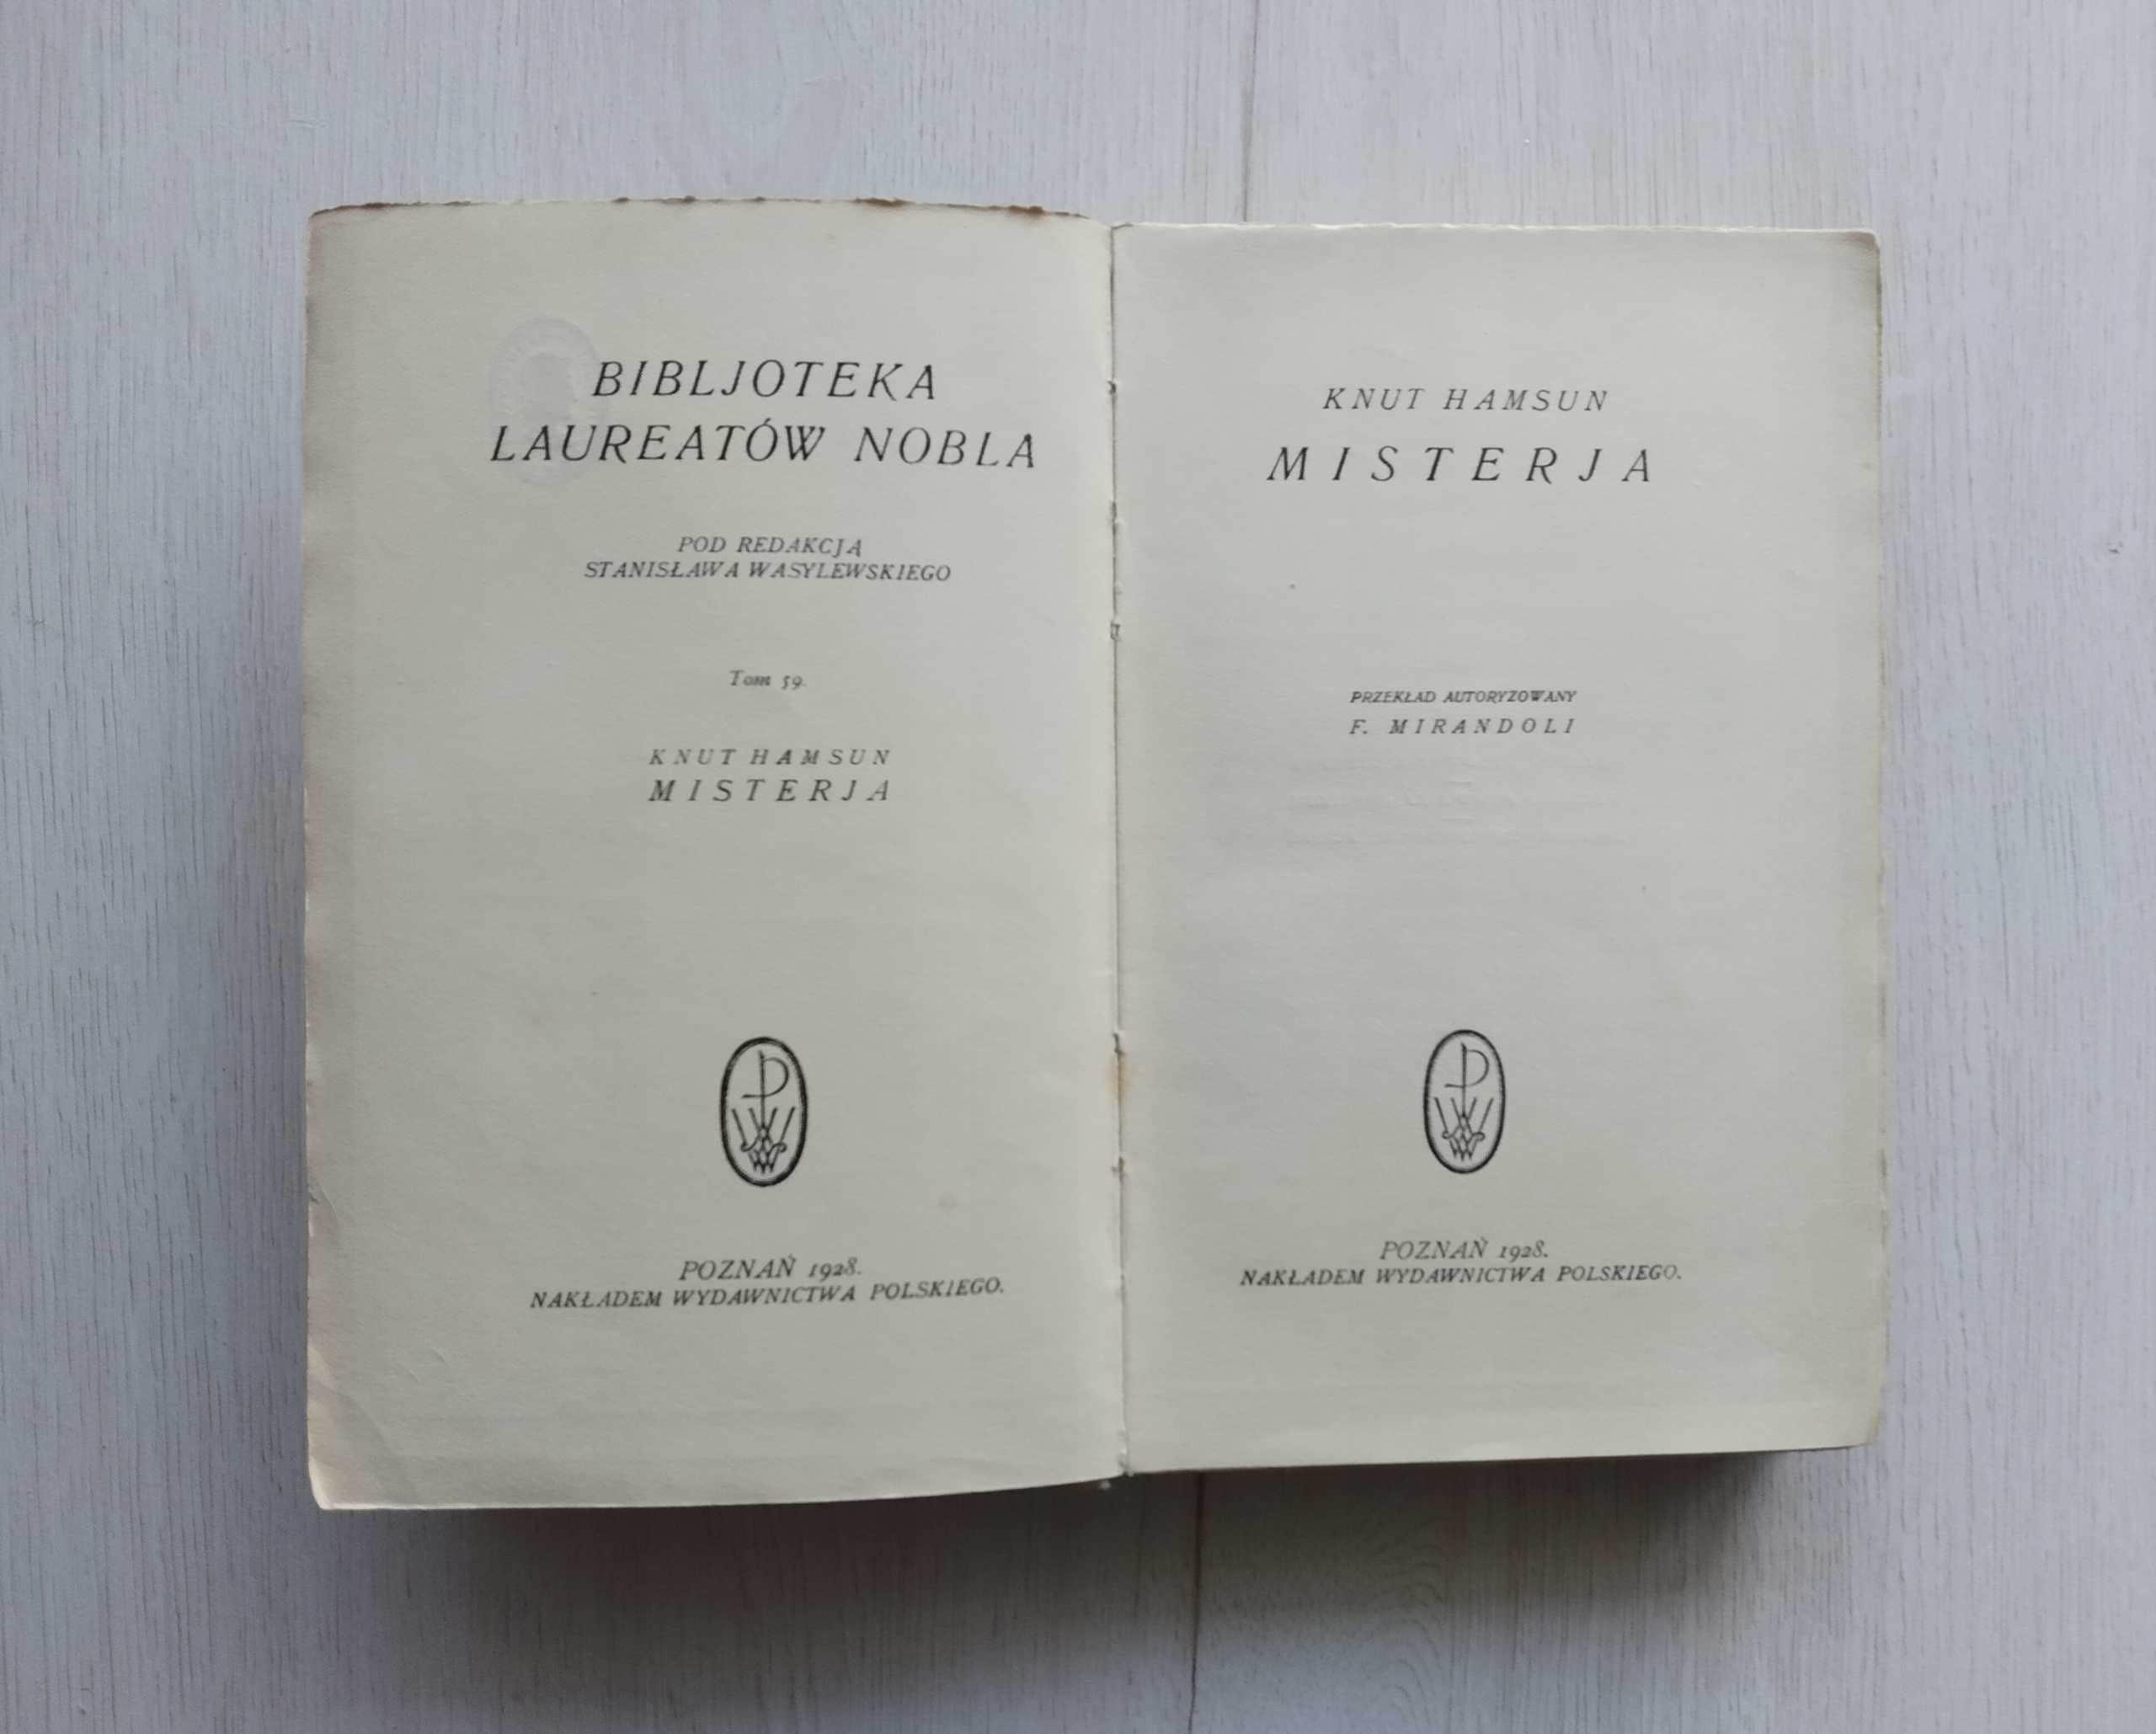 BIBLJOTEKA
LAUREATÓW NOBLA
POD REDAKCJA
STANISŁAWA WASYLEWSKIEGO
Tom 59.
KNUT HAMSUN
MISTERJA
POZNAŃ 1928.
NAKŁADEM WYDAWNICTWA POLSKIEGO.
KNUT HAMSUN
MISTERJA
PRZEKŁAD AUTORYZOWANY
F. MIRANDOLI
POZNAŃ 1928.
NAKŁADEM WYDAWNICTWA POLSKIEGO.